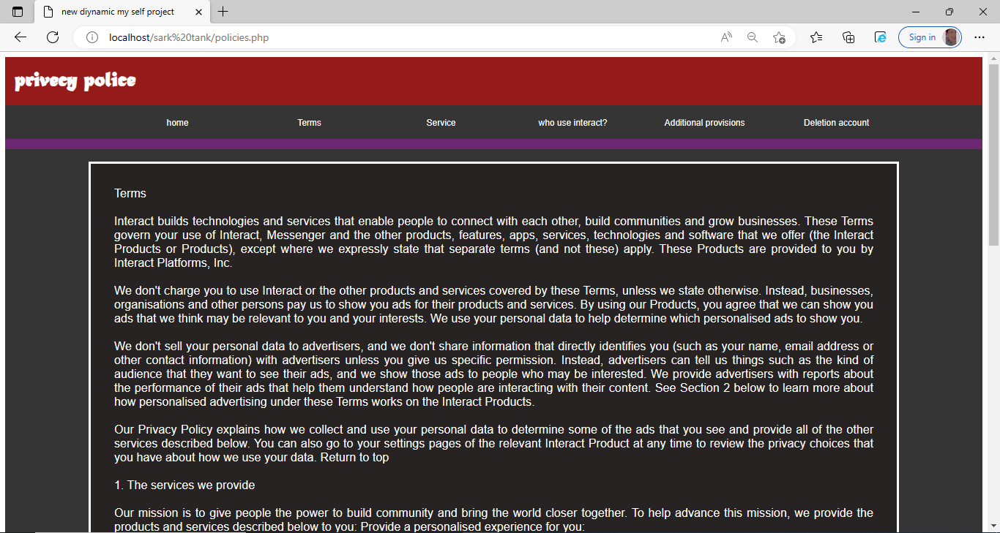 new diynamic my self project
localhost/sark%20tank/policies.php
Sign in
privecy police
home Terms Service who use interact? Additional provisions Deletion account
Terms
Interact builds technologies and services that enable people to connect with each other, build communities and grow businesses. These Terms
govern your use of Interact, Messenger and the other products, features, apps, services, technologies and software that we offer (the Interact
Products or Products), except where we expressly state that separate terms (and not these) apply. These Products are provided to you by
Interact Platforms, Inc.
We don't charge you to use Interact or the other products and services covered by these Terms, unless we state otherwise. Instead, businesses,
organisations and other persons pay us to show you ads for their products and services. By using our Products, you agree that we can show you
ads that we think may be relevant to you and your interests. We use your personal data to help determine which personalised ads to show you.
We don't sell your personal data to advertisers, and we don't share information that directly identifies you (such as your name, email address or
other contact information) with advertisers unless you give us specific permission. Instead, advertisers can tell us things such as the kind of
audience that they want to see their ads, and we show those ads to people who may be interested. We provide advertisers with reports about
the performance of their ads that help them understand how people are interacting with their content. See Section 2 below to learn more about
how personalised advertising under these Terms works on the Interact Products.
Our Privacy Policy explains how we collect and use your personal data to determine some of the ads that you see and provide all of the other
services described below. You can also go to your settings pages of the relevant Interact Product at any time to review the privacy choices that
you have about how we use your data. Return to top
1. The services we provide
Our mission is to give people the power to build community and bring the world closer together. To help advance this mission, we provide the
products and services described below to you: Provide a personalised experience for you: